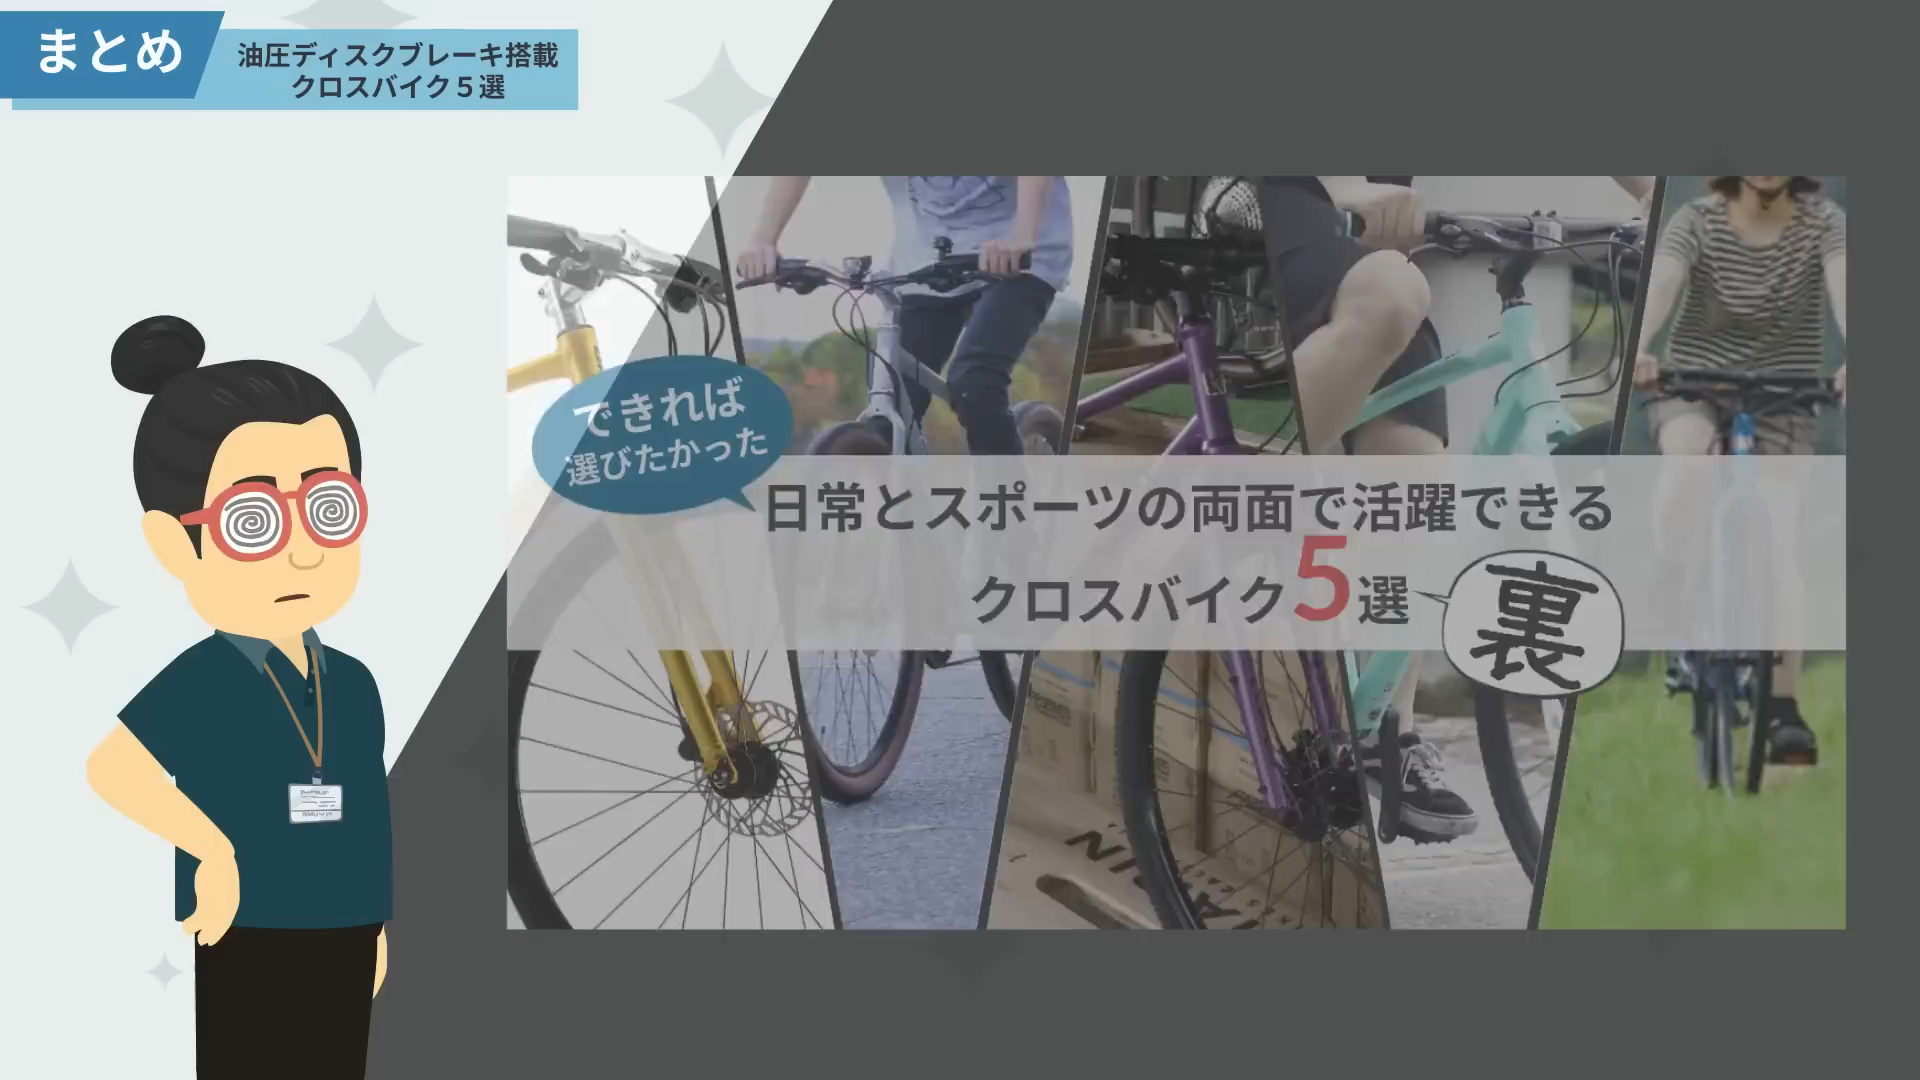 まとめ
油圧ディスクブレーキ搭載
クロスバイク５選
できれば
選びたかった
日常とスポーツの両面で活躍できる
クロスバイク5選
裏